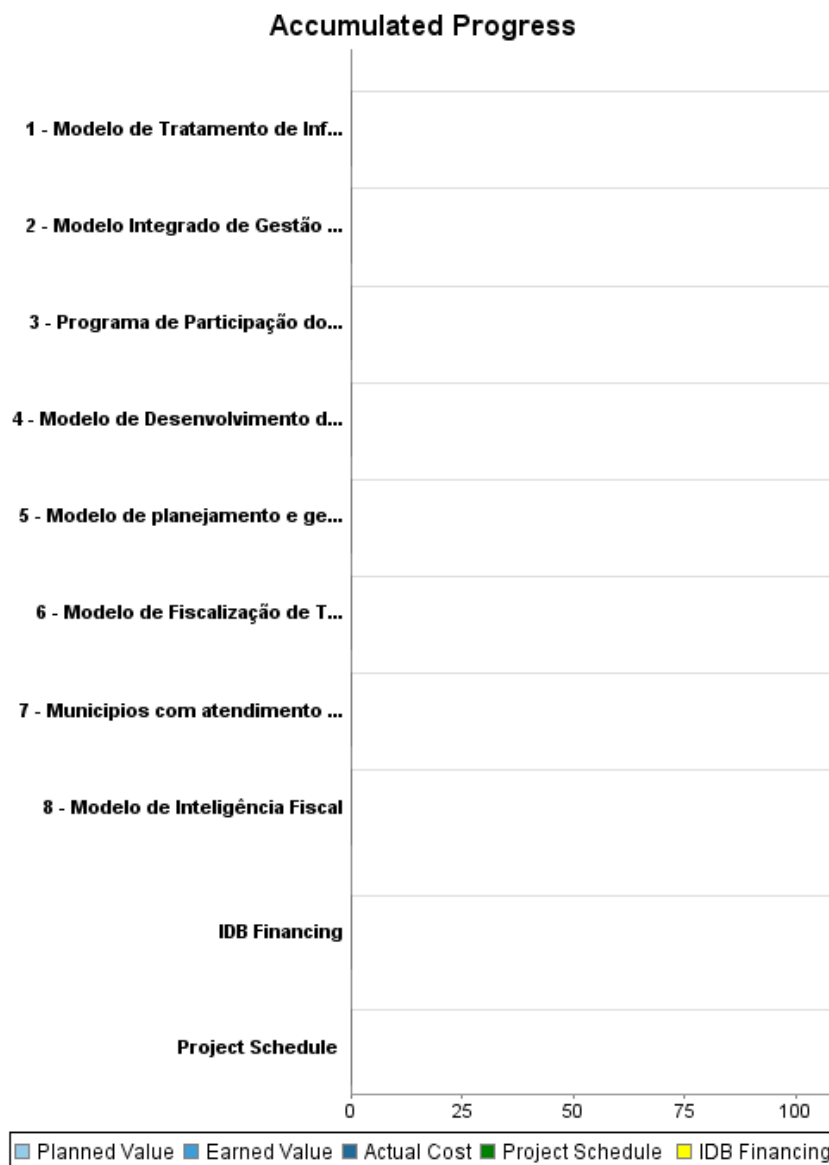 Accumulated Progress
1 - Modelo de Tratamento de Inf...
2 - Modelo Integrado de Gestão ...
3 - Programa de Participação do...
4 - Modelo de Desenvolvimento d...
5 - Modelo de planejamento e ge...
6 - Modelo de Fiscalização de T...
7 - Municipios com atendimento ...
8 - Modelo de Inteligência Fiscal
IDB Financing
Project Schedule
0 25 50 75 100
Planned Value Earned Value Actual Cost Project Schedule IDB Financing